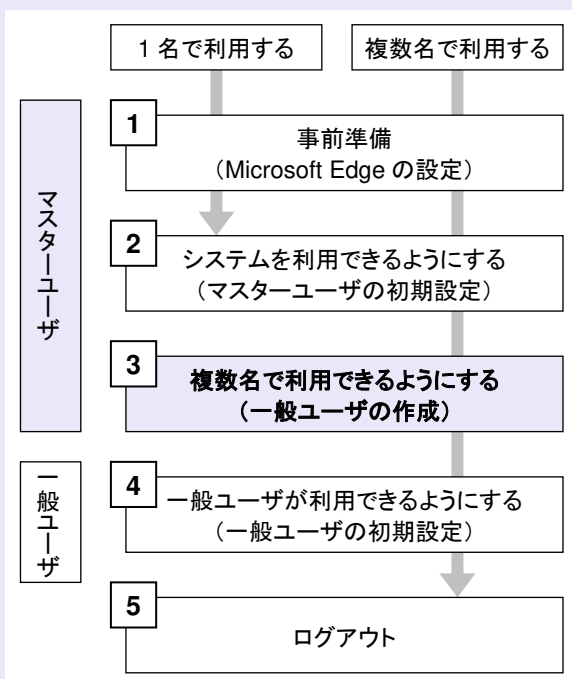 1 名で利用する
複数名で利用する
マスターユーザ
1
事前準備
（Microsoft Edge の設定）
2
システムを利用できるようにする
（マスターユーザの初期設定）
3
複数名で利用できるようにする
（一般ユーザの作成）
一般ユーザ
4
一般ユーザが利用できるようにする
（一般ユーザの初期設定）
5
ログアウト